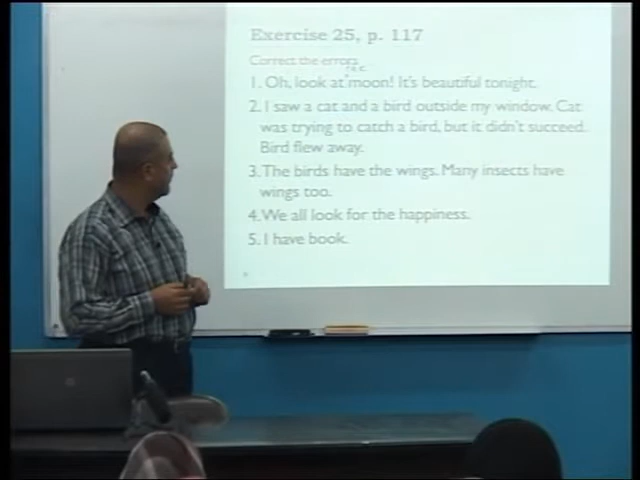 Exercise 25, p. 117
Correct the errors
the
1. Oh, look at ^ moon! It's beautiful tonight.
2. I saw a cat and a bird outside my window. Cat
was trying to catch a bird, but it didn't succeed.
Bird flew away.
3. The birds have the wings. Many insects have
wings too.
4. We all look for the happiness.
5. I have book.